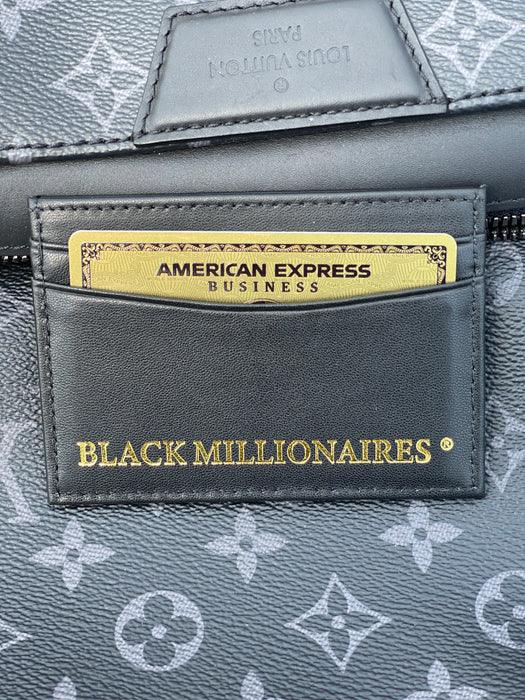 LOUIS VUITTON
PARIS
®
AMERICAN EXPRESS
BUSINESS
BLACK MILLIONAIRES ®